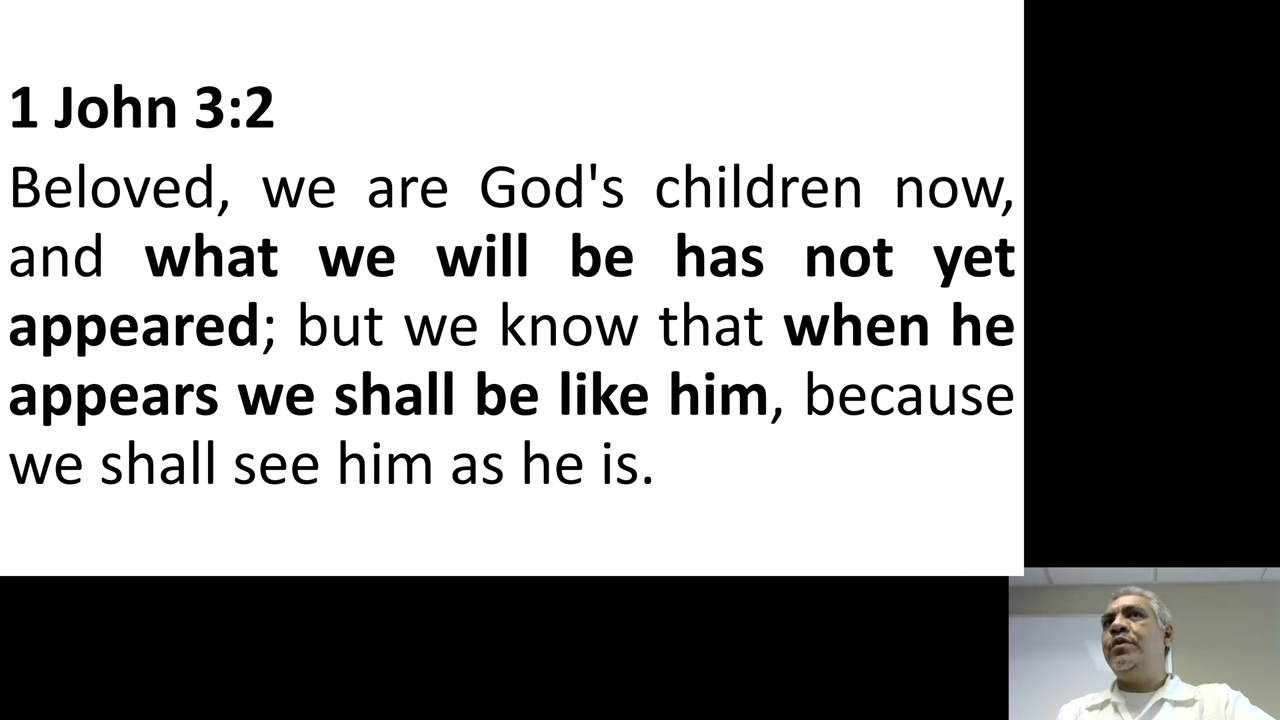 1 John 3:2
Beloved, we are God's children now,
and what we will be has not yet
appeared; but we know that when he
appears we shall be like him, because
we shall see him as he is.